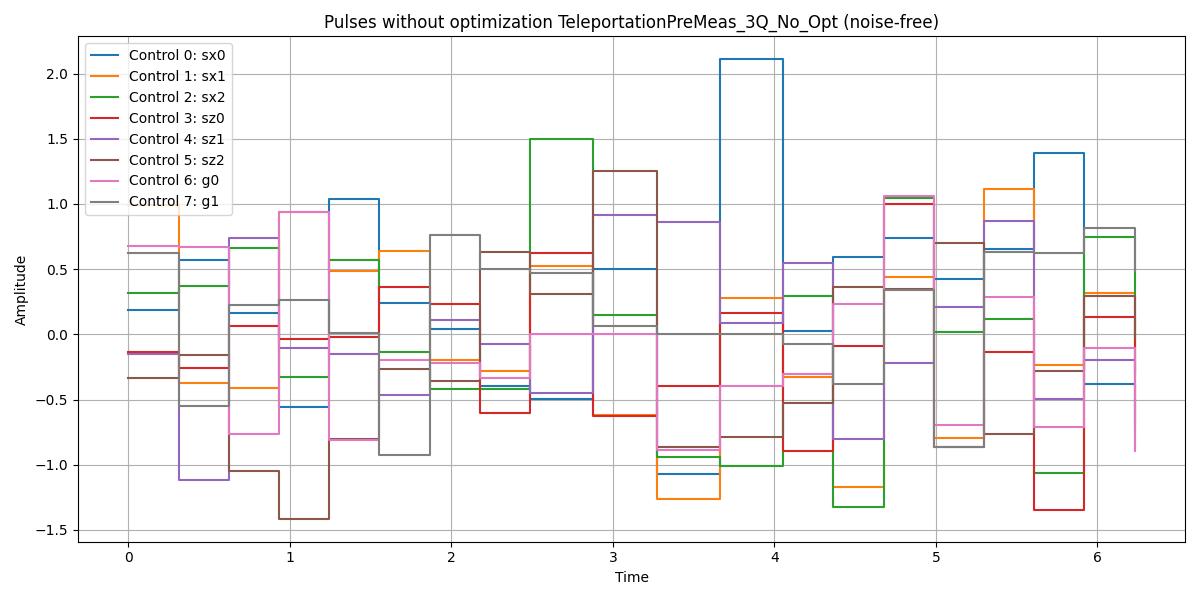 Pulses without optimization TeleportationPreMeas_3Q_No_Opt (noise-free)
Control 0: sx0
Control 1: sx1
Control 2: sx2
Control 3: sz0
Control 4: sz1
Control 5: sz2
Control 6: g0
Control 7: g1
Amplitude
2.0
1.5
1.0
0.5
0.0
−0.5
−1.0
−1.5
0 1 2 3 4 5 6
Time